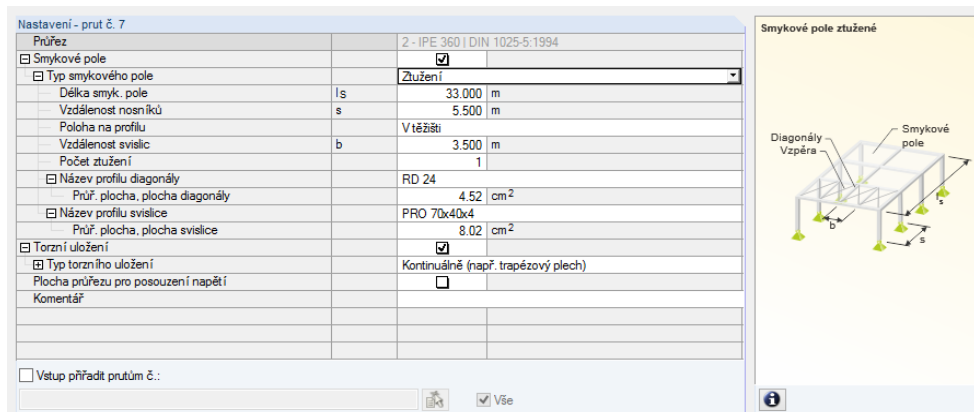 Nastavení - prut č. 7
Průřez 2 - IPE 360 | DIN 1025-5:1994
Smykové pole
Typ smykového pole Ztužení
Délka smyk. pole ls 33.000 m
Vzdálenost nosníků s 5.500 m
Poloha na profilu V těžišti
Vzdálenost svislic b 3.500 m
Počet ztužení 1
Název profilu diagonály RD 24
Průř. plocha, plocha diagonály 4.52 cm2
Název profilu svislice PRO 70x40x4
Průř. plocha, plocha svislice 8.02 cm2
Torzní uložení
Typ torzního uložení Kontinuálně (např. trapézový plech)
Plocha průřezu pro posouzení napětí
Komentář
Vstup přiřadit prutům č.:
Vše
Smykové pole ztužené
Smykové
pole
Diagonály
Vzpěra
ls
b
s